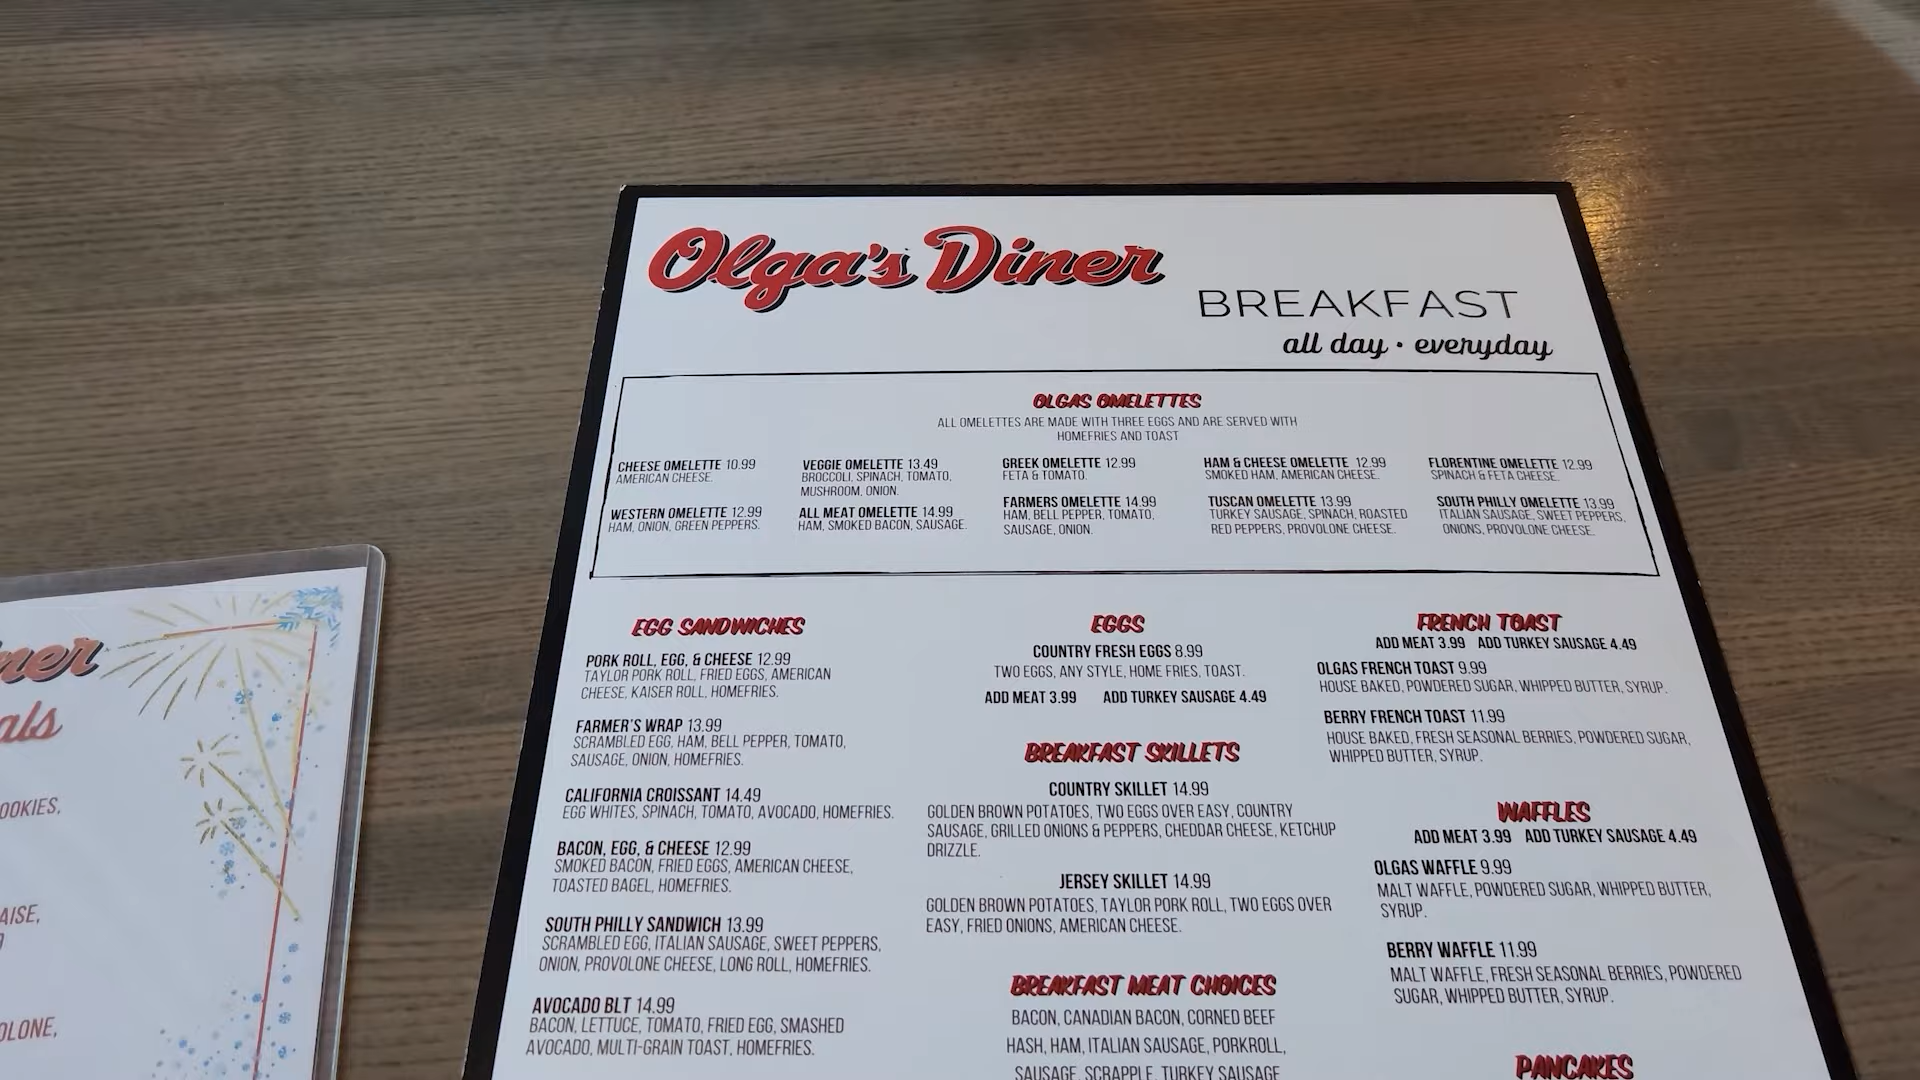 Olga's Diner
BREAKFAST
all day • everyday
OLGAS OMELETTES
ALL OMELETTES ARE MADE WITH THREE EGGS AND ARE SERVED WITH
HOMEFRIES AND TOAST
CHEESE OMELETTE 10.99
AMERICAN CHEESE.
WESTERN OMELETTE 12.99
HAM, ONION, GREEN PEPPERS.
VEGGIE OMELETTE 13.49
BROCCOLI, SPINACH, TOMATO,
MUSHROOM, ONION.
ALL MEAT OMELETTE 14.99
HAM, SMOKED BACON, SAUSAGE.
GREEK OMELETTE 12.99
FETA & TOMATO.
FARMERS OMELETTE 14.99
HAM, BELL PEPPER, TOMATO,
SAUSAGE, ONION.
HAM & CHEESE OMELETTE 12.99
SMOKED HAM, AMERICAN CHEESE.
TUSCAN OMELETTE 13.99
TURKEY SAUSAGE, SPINACH, ROASTED
RED PEPPERS, PROVOLONE CHEESE.
FLORENTINE OMELETTE 12.99
SPINACH & FETA CHEESE.
SOUTH PHILLY OMELETTE 13.99
ITALIAN SAUSAGE, SWEET PEPPERS,
ONIONS, PROVOLONE CHEESE.
EGG SANDWICHES
PORK ROLL, EGG, & CHEESE 12.99
TAYLOR PORK ROLL, FRIED EGGS, AMERICAN
CHEESE, KAISER ROLL, HOMEFRIES.
FARMER'S WRAP 13.99
SCRAMBLED EGG, HAM, BELL PEPPER, TOMATO,
SAUSAGE, ONION, HOMEFRIES.
CALIFORNIA CROISSANT 14.49
EGG WHITES, SPINACH, TOMATO, AVOCADO, HOMEFRIES.
BACON, EGG, & CHEESE 12.99
SMOKED BACON, FRIED EGGS, AMERICAN CHEESE,
TOASTED BAGEL, HOMEFRIES.
SOUTH PHILLY SANDWICH 13.99
SCRAMBLED EGG, ITALIAN SAUSAGE, SWEET PEPPERS,
ONION, PROVOLONE CHEESE, LONG ROLL, HOMEFRIES.
AVOCADO BLT 14.99
BACON, LETTUCE, TOMATO, FRIED EGG, SMASHED
AVOCADO, MULTI-GRAIN TOAST, HOMEFRIES.
EGGS
COUNTRY FRESH EGGS 8.99
TWO EGGS, ANY STYLE, HOME FRIES, TOAST.
ADD MEAT 3.99 ADD TURKEY SAUSAGE 4.49
BREAKFAST SKILLETS
COUNTRY SKILLET 14.99
GOLDEN BROWN POTATOES, TWO EGGS OVER EASY, COUNTRY
SAUSAGE, GRILLED ONIONS & PEPPERS, CHEDDAR CHEESE, KETCHUP
DRIZZLE.
JERSEY SKILLET 14.99
GOLDEN BROWN POTATOES, TAYLOR PORK ROLL, TWO EGGS OVER
EASY, FRIED ONIONS, AMERICAN CHEESE.
BREAKFAST MEAT CHOICES
BACON, CANADIAN BACON, CORNED BEEF
HASH, HAM, ITALIAN SAUSAGE, PORKROLL,
SAUSAGE, SCRAPPLE, TURKEY SAUSAGE
FRENCH TOAST
ADD MEAT 3.99 ADD TURKEY SAUSAGE 4.49
OLGAS FRENCH TOAST 9.99
HOUSE BAKED, POWDERED SUGAR, WHIPPED BUTTER, SYRUP.
BERRY FRENCH TOAST 11.99
HOUSE BAKED, FRESH SEASONAL BERRIES, POWDERED SUGAR,
WHIPPED BUTTER, SYRUP.
WAFFLES
ADD MEAT 3.99 ADD TURKEY SAUSAGE 4.49
OLGAS WAFFLE 9.99
MALT WAFFLE, POWDERED SUGAR, WHIPPED BUTTER,
SYRUP.
BERRY WAFFLE 11.99
MALT WAFFLE, FRESH SEASONAL BERRIES, POWDERED
SUGAR, WHIPPED BUTTER, SYRUP.
PANCAKES